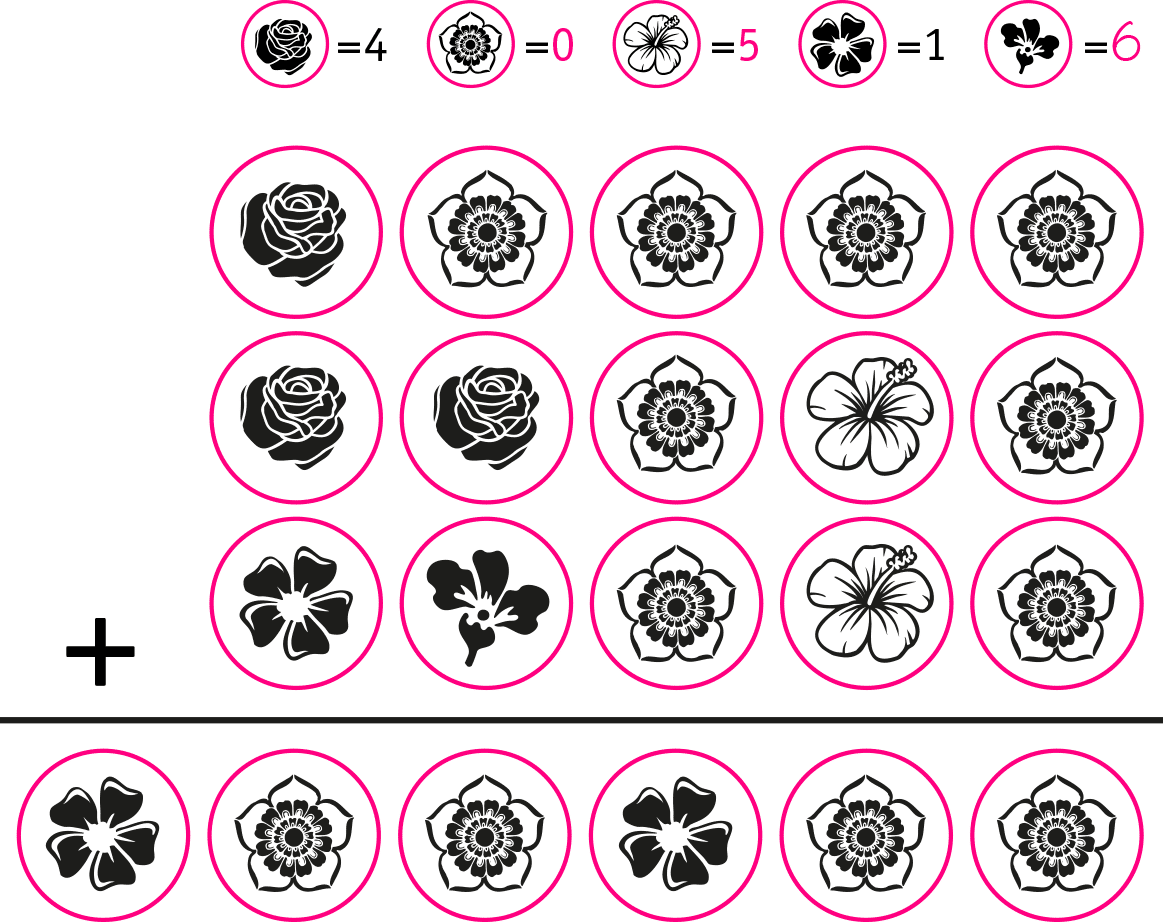 =4 =0 =5 =1 =6
+